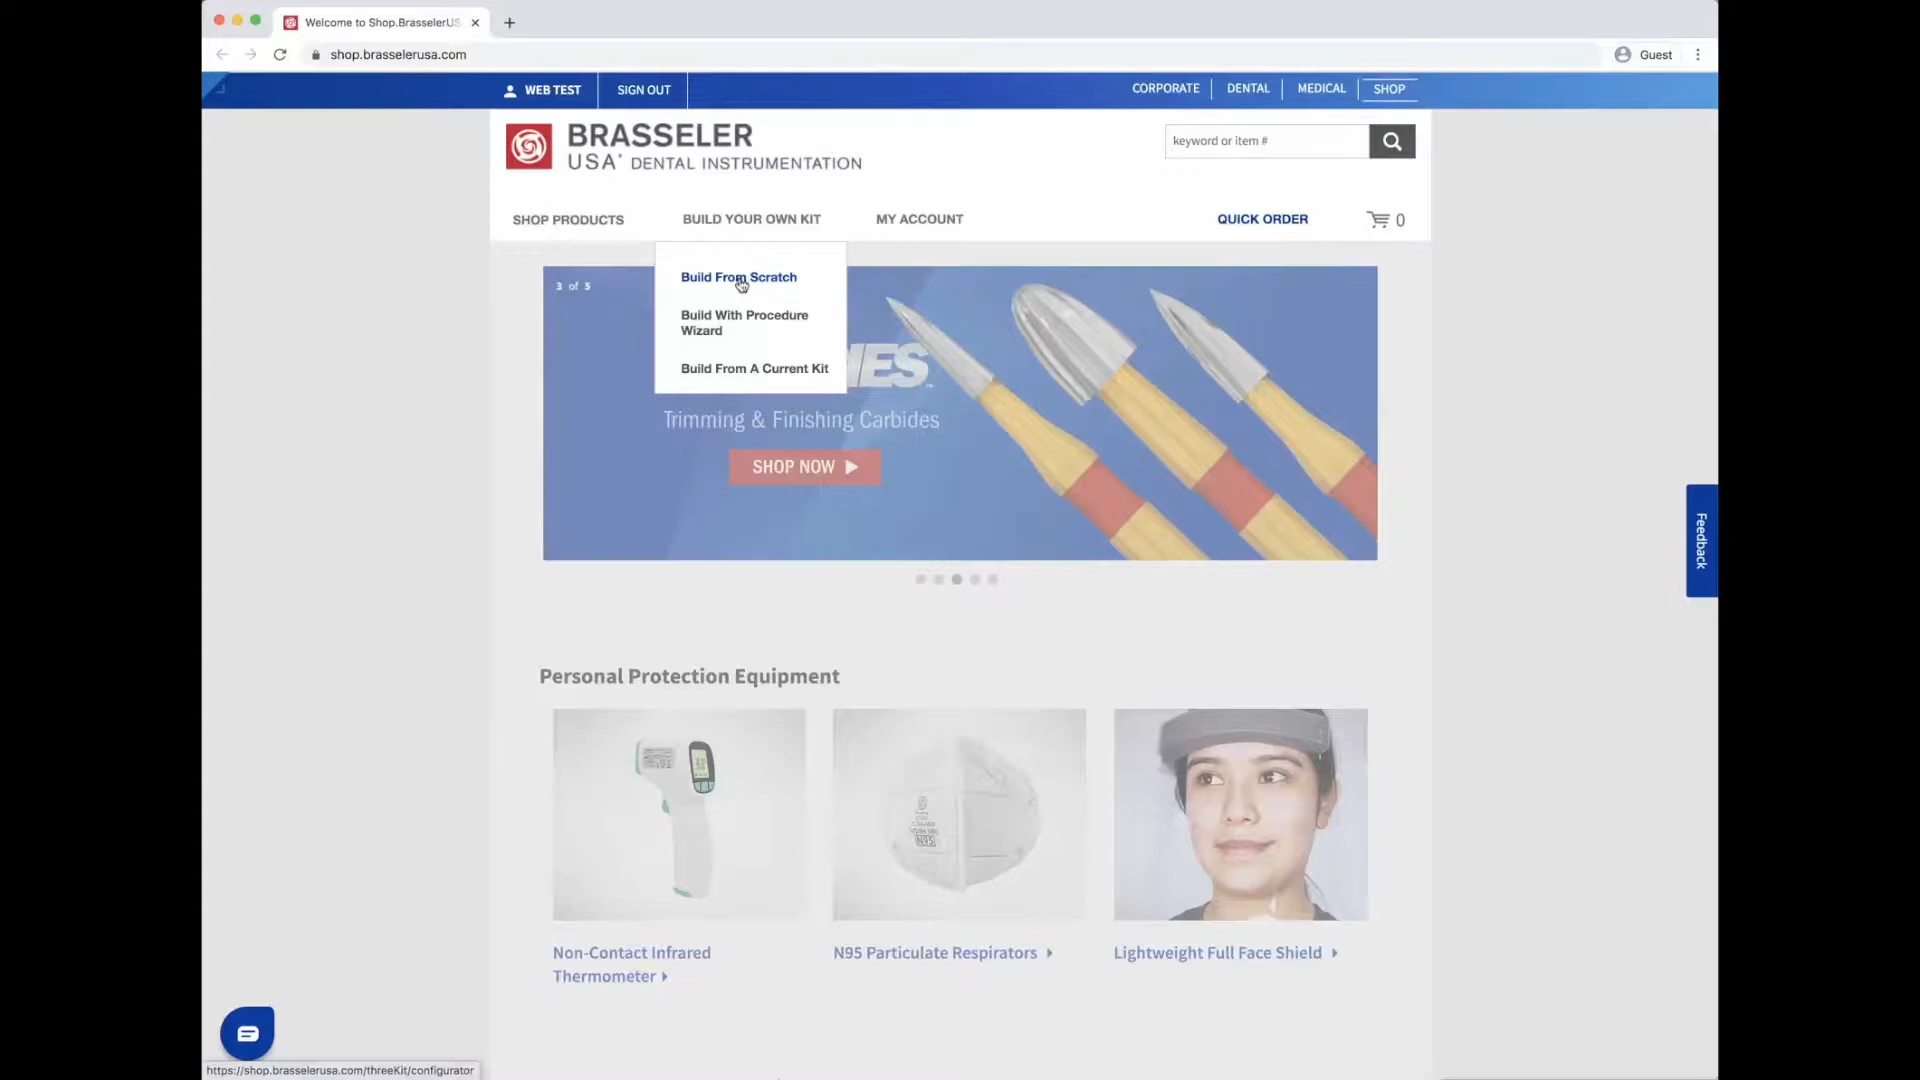 Welcome to Shop.BrasselerUS
shop.brasselerusa.com
Guest
WEB TEST
SIGN OUT
CORPORATE
DENTAL
MEDICAL
SHOP
BRASSELER
USA® DENTAL INSTRUMENTATION
keyword or item #
SHOP PRODUCTS
BUILD YOUR OWN KIT
MY ACCOUNT
QUICK ORDER
0
Build From Scratch
Build With Procedure
Wizard
Build From A Current Kit
3 of 5
Trimming & Finishing Carbides
SHOP NOW
Feedback
Personal Protection Equipment
Non-Contact Infrared
Thermometer
N95 Particulate Respirators
Lightweight Full Face Shield
https://shop.brasselerusa.com/threeKit/configurator